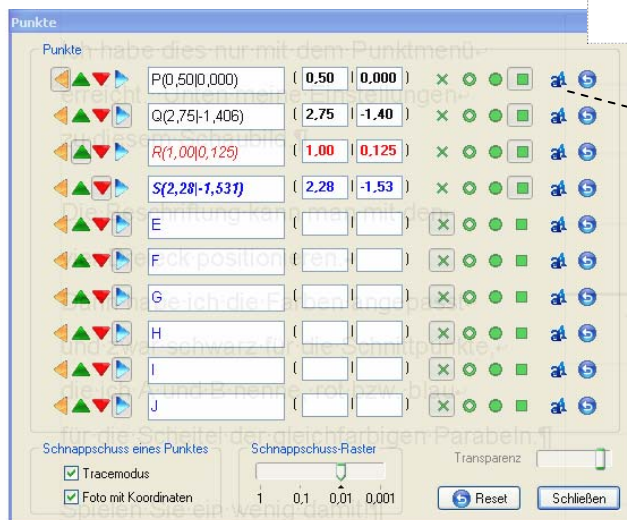 Punkte
Punkte
Ich habe dies nur mit dem Punktmenü
P(0,50|0,000) ( 0,50 | 0,000 ) a
erreicht. Unten meine Einstellungen
Q(2,75|-1,406) ( 2,75 | -1,40 ) a
zu diesem Schaubild.¶
R(1,00|0,125) ( 1,00 | 0,125 ) a
S(2,28|-1,531) ( 2,28 | -1,53 ) a
Die Beschriftung kann man mit den
E ( | ) a
eck positionieren.
F ( | ) a
habe ich die Farben angepasst
G ( | ) a
und zwar schwarz für die Schnittpunkte,
H ( | ) a
I ( | ) a
die ich A und B nenne, rot bzw. blau
J ( | ) a
für die Scheitel der gleichfarbigen Parabeln.¶
Schnappschuss eines Punktes Schnappschuss-Raster Transparenz
Tracemodus
1 0,1 0,01 0,001
Foto mit Koordinaten Reset Schließen
Spielen Sie ein wenig damit¶